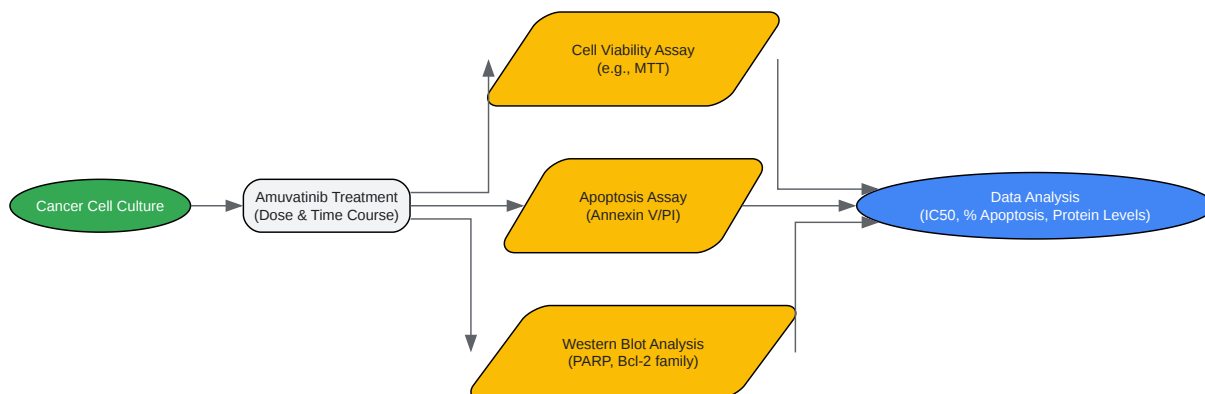 Cancer Cell Culture
Amuvatinib Treatment
(Dose & Time Course)
Cell Viability Assay
(e.g., MTT)
Apoptosis Assay
(Annexin V/PI)
Western Blot Analysis
(PARP, Bcl-2 family)
Data Analysis
(IC50, % Apoptosis, Protein Levels)